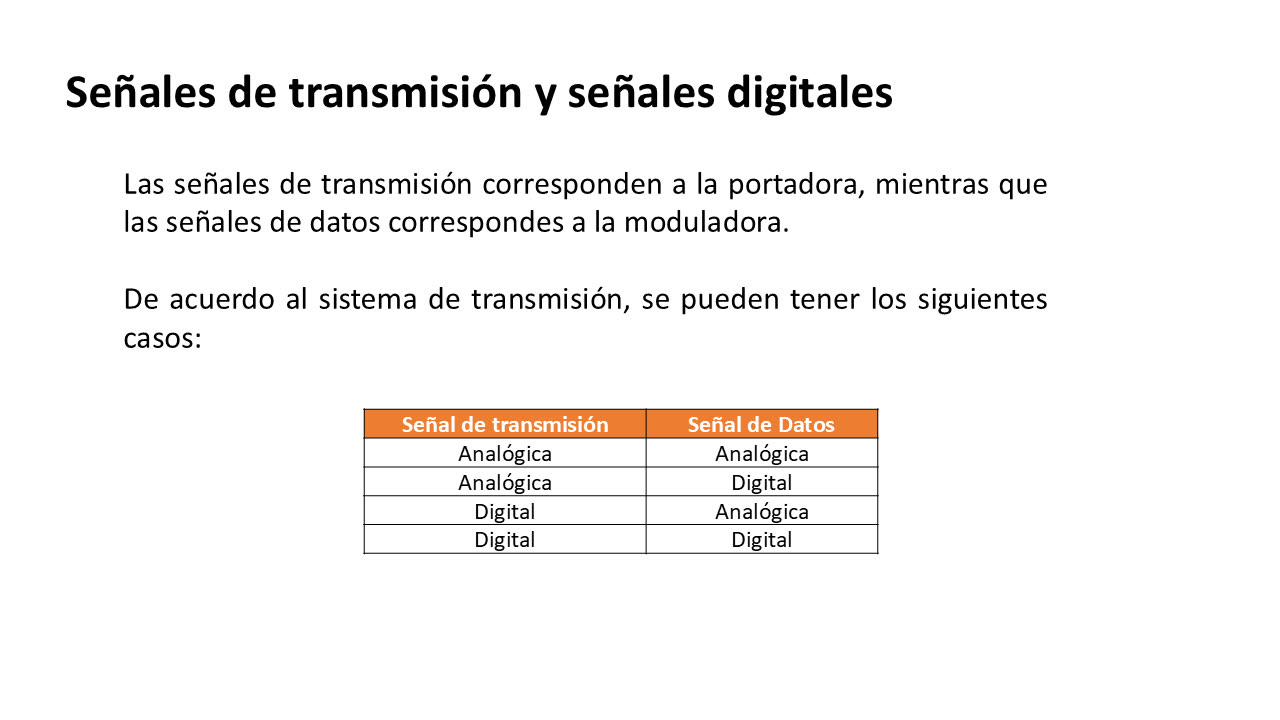 Señales de transmisión y señales digitales
Las señales de transmisión corresponden a la portadora, mientras que
las señales de datos correspondes a la moduladora.
De acuerdo al sistema de transmisión, se pueden tener los siguientes
casos:
Señal de transmisión Señal de Datos
Analógica Analógica
Analógica Digital
Digital Analógica
Digital Digital